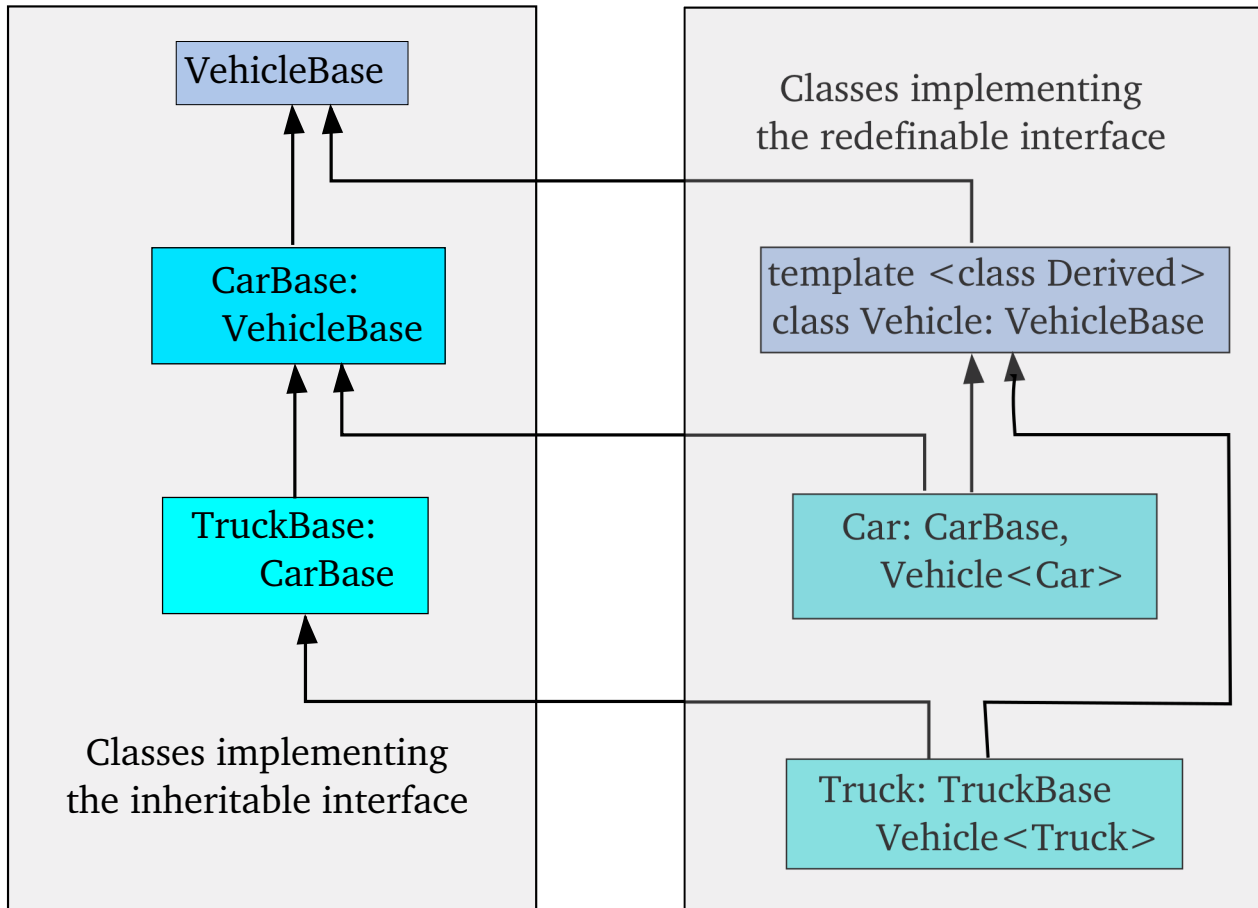 VehicleBase
CarBase:
VehicleBase
TruckBase:
CarBase
Classes implementing
the inheritable interface
Classes implementing
the redefinable interface
template <class Derived>
class Vehicle: VehicleBase
Car: CarBase,
Vehicle<Car>
Truck: TruckBase
Vehicle<Truck>